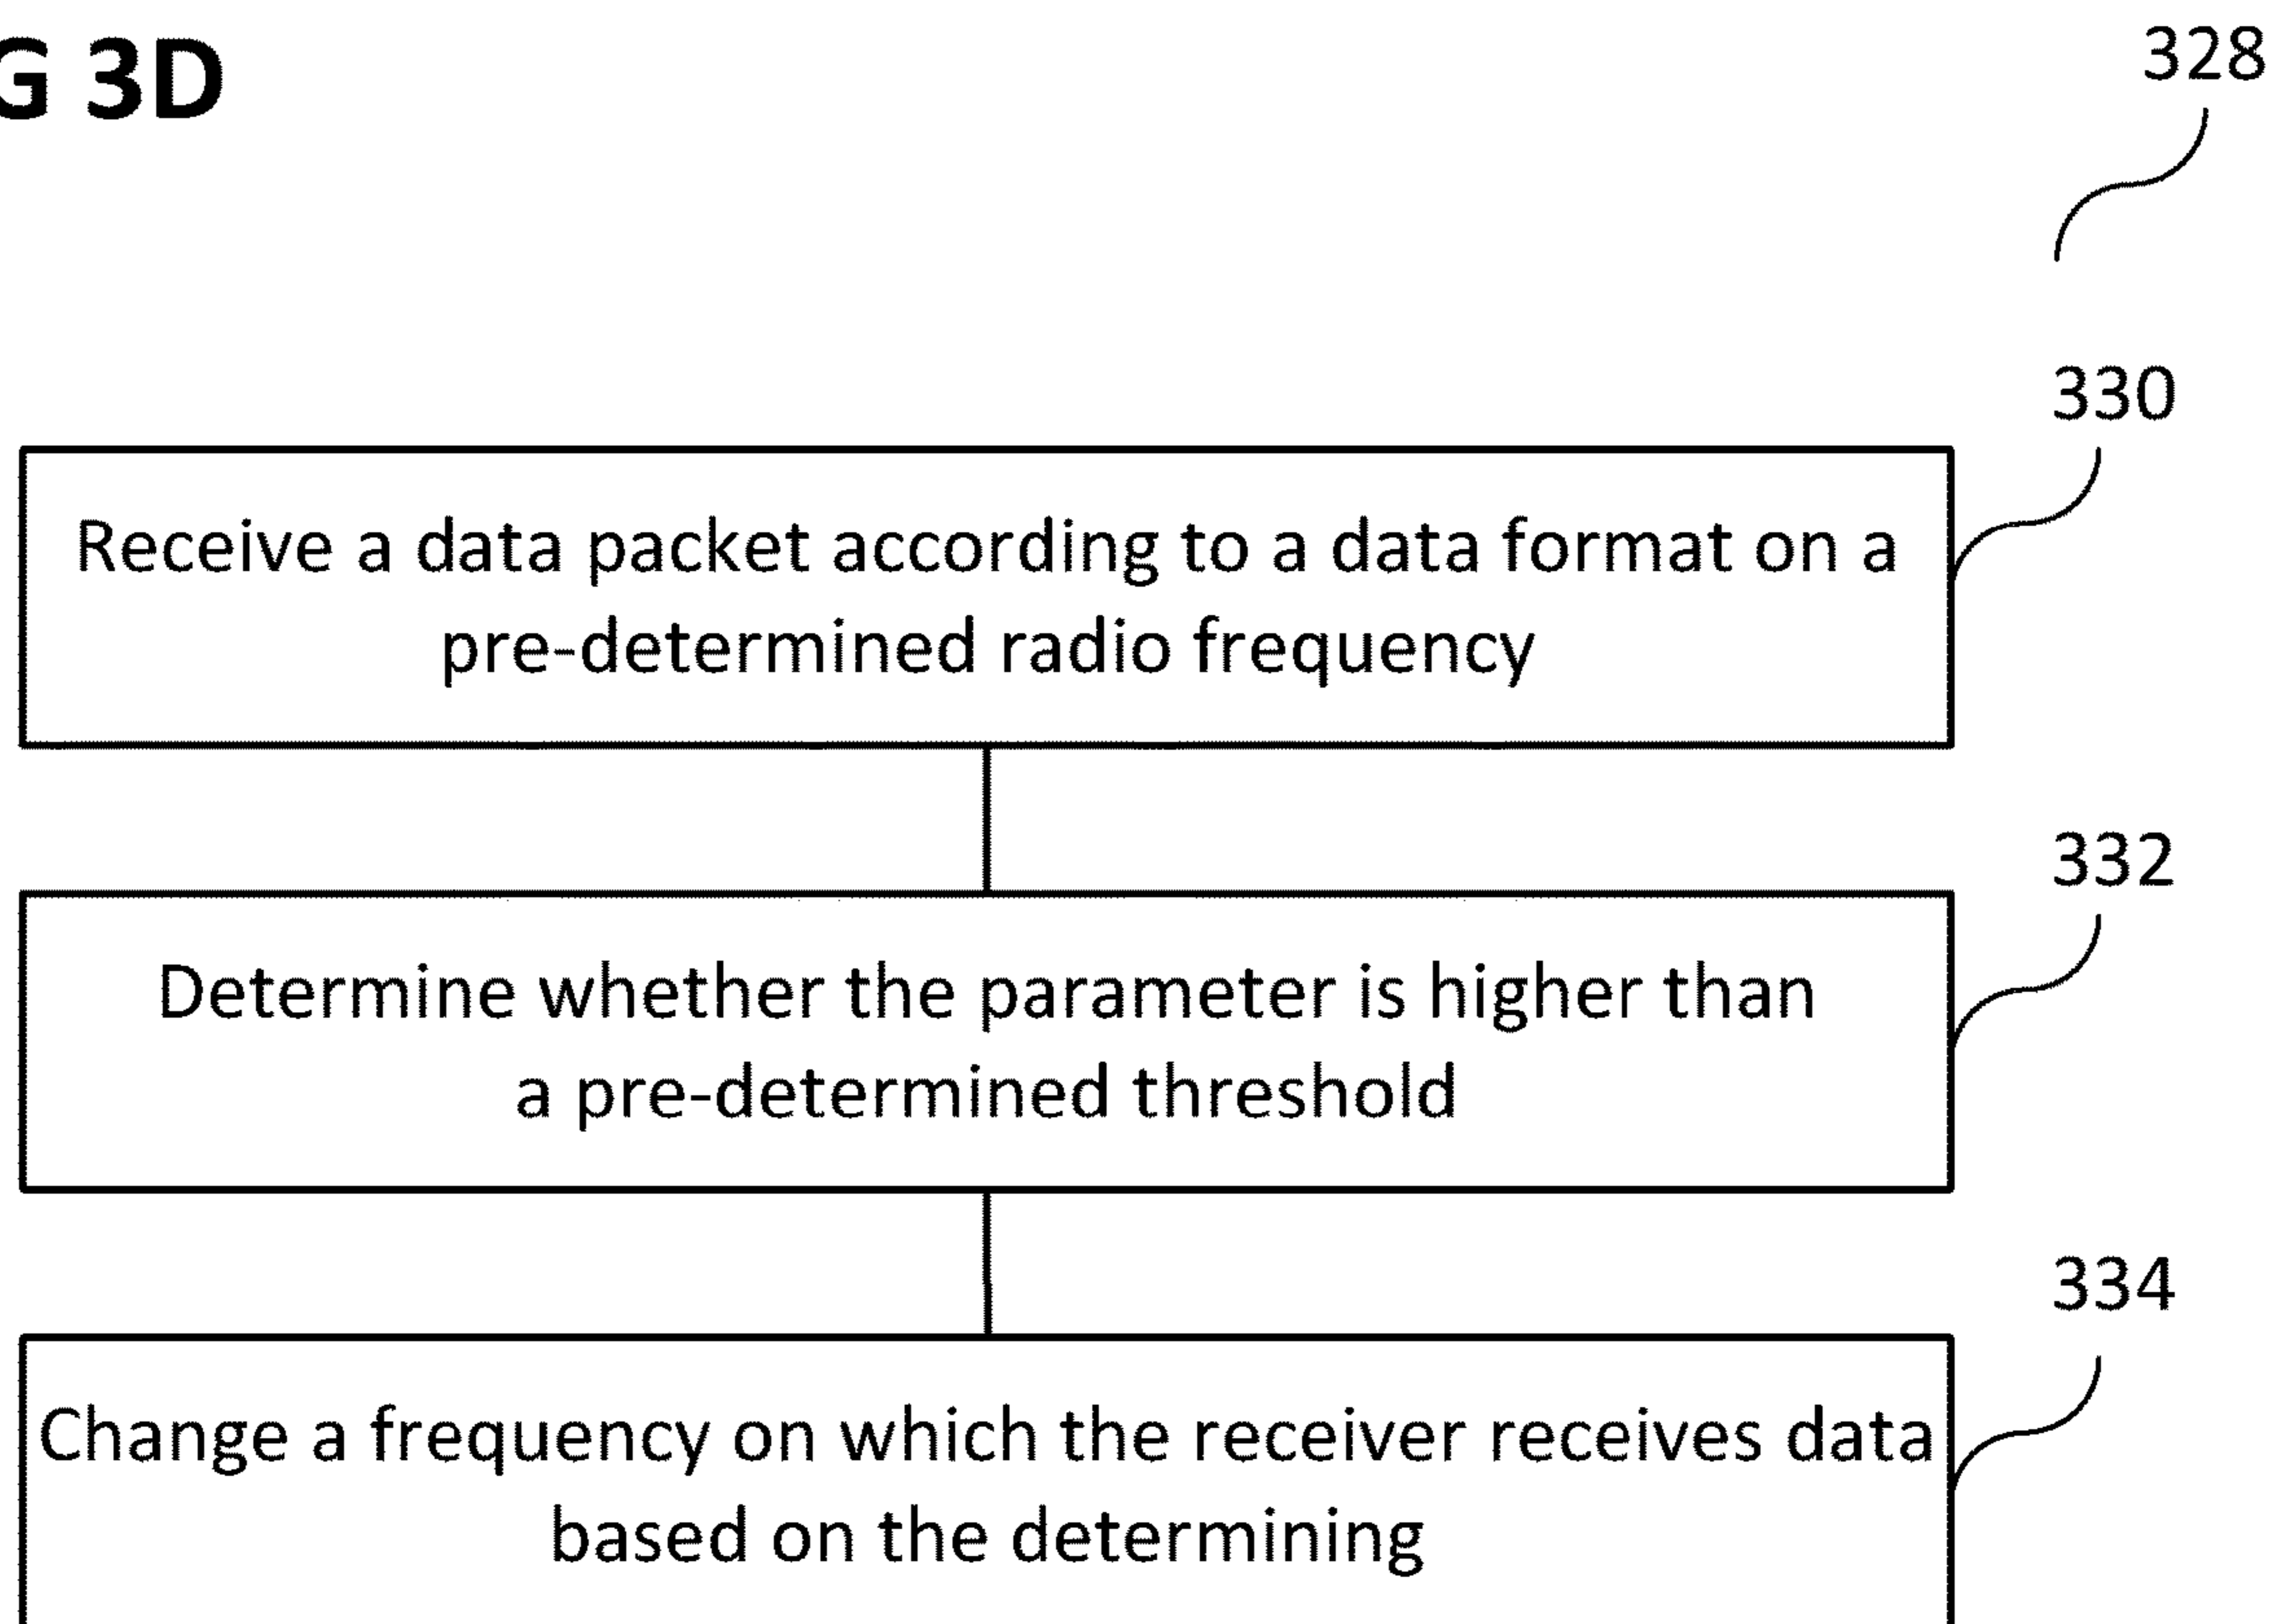 G 3D
328
330
Receive a data packet according to a data format on a
pre-determined radio frequency
332
Determine whether the parameter is higher than
a pre-determined threshold
334
Change a frequency on which the receiver receives data
based on the determining